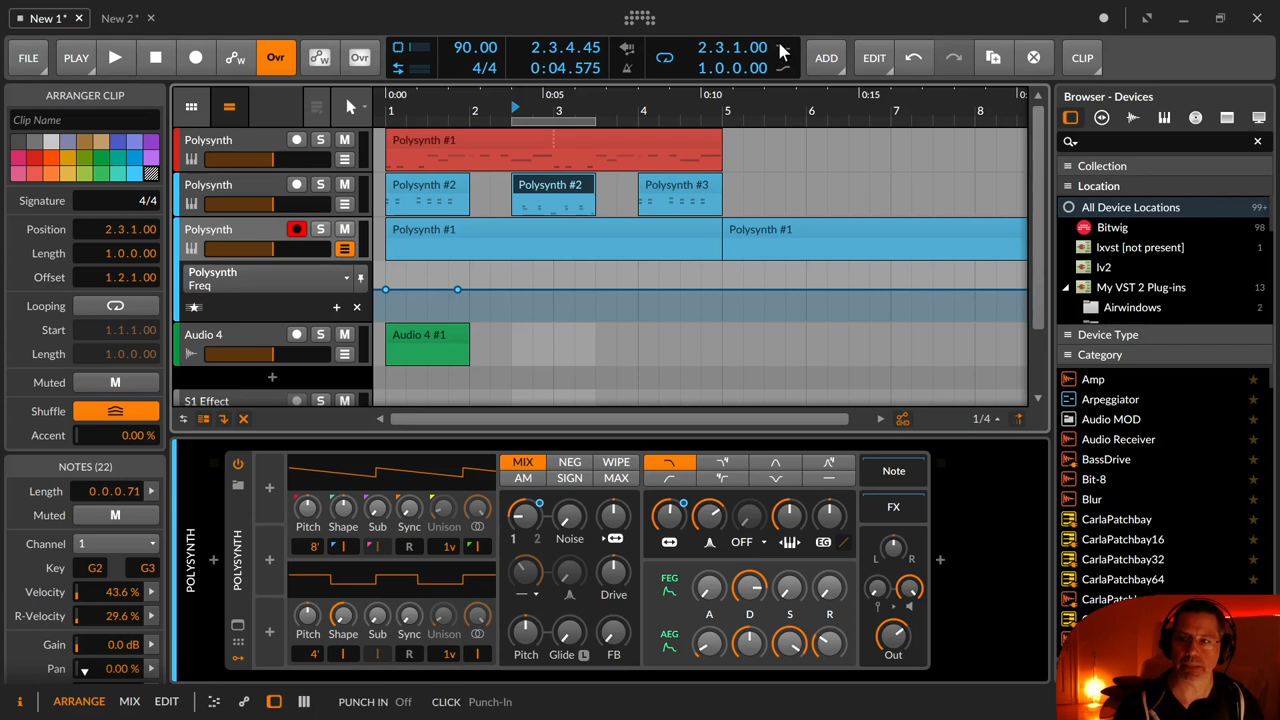 New 1*
New 2*
FILE
PLAY
Ovr
Ovr
90.00
4/4
2.3.4.45
0:04.575
2.3.1.00
1.0.0.00
ADD
EDIT
CLIP
ARRANGER CLIP
Clip Name
Signature
4/4
Position
2.3.1.00
Length
1.0.0.00
Offset
1.2.1.00
Looping
Start
1.1.1.00
Length
1.0.0.00
Muted
M
Shuffle
Accent
0.00 %
NOTES (22)
Length
0.0.0.71
Muted
M
Channel
1
Key
G2
G3
Velocity
43.6 %
R-Velocity
29.6 %
Gain
0.0 dB
Pan
0.00 %
0:00
0:05
0:10
0:15
1
2
3
4
5
6
7
8
Polysynth
S
M
Polysynth #1
Polysynth
S
M
Polysynth #2
Polysynth #2
Polysynth #3
Polysynth
S
M
Polysynth #1
Polysynth #1
Polysynth
Freq
Audio 4
S
M
Audio 4 #1
S1 Effect
S
M
1/4
POLYSYNTH
POLYSYNTH
Pitch
Shape
Sub
Sync
Unison
8'
R
1v
Pitch
Shape
Sub
Sync
Unison
4'
R
1v
MIX
NEG
WIPE
AM
SIGN
MAX
1
2
Noise
Drive
Pitch
Glide
L
FB
OFF
EG
FEG
A
D
S
R
AEG
Note
FX
L
R
Out
Browser - Devices
Collection
Location
All Device Locations
99+
Bitwig
98
lxvst [not present]
1
lv2
My VST 2 Plug-ins
13
Airwindows
2
Device Type
Category
Amp
Arpeggiator
Audio MOD
Audio Receiver
BassDrive
Bit-8
Blur
CarlaPatchbay
CarlaPatchbay16
CarlaPatchbay32
CarlaPatchbay64
i
ARRANGE
MIX
EDIT
PUNCH IN
Off
CLICK
Punch-In